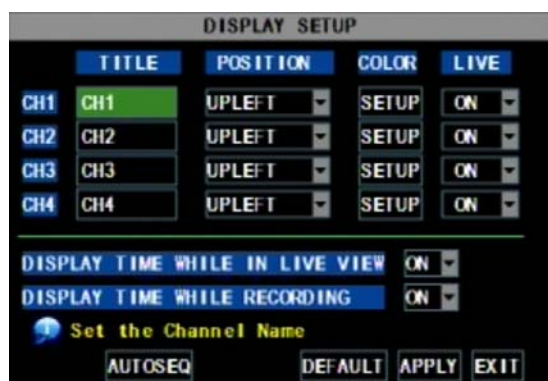 DISPLAY SETUP
TITLE POSITION COLOR LIVE
CH1 CH1 UPLEFT SETUP ON
CH2 CH2 UPLEFT SETUP ON
CH3 CH3 UPLEFT SETUP ON
CH4 CH4 UPLEFT SETUP ON
DISPLAY TIME WHILE IN LIVE VIEW ON
DISPLAY TIME WHILE RECORDING ON
Set the Channel Name
AUTOSEQ DEFAULT APPLY EXIT